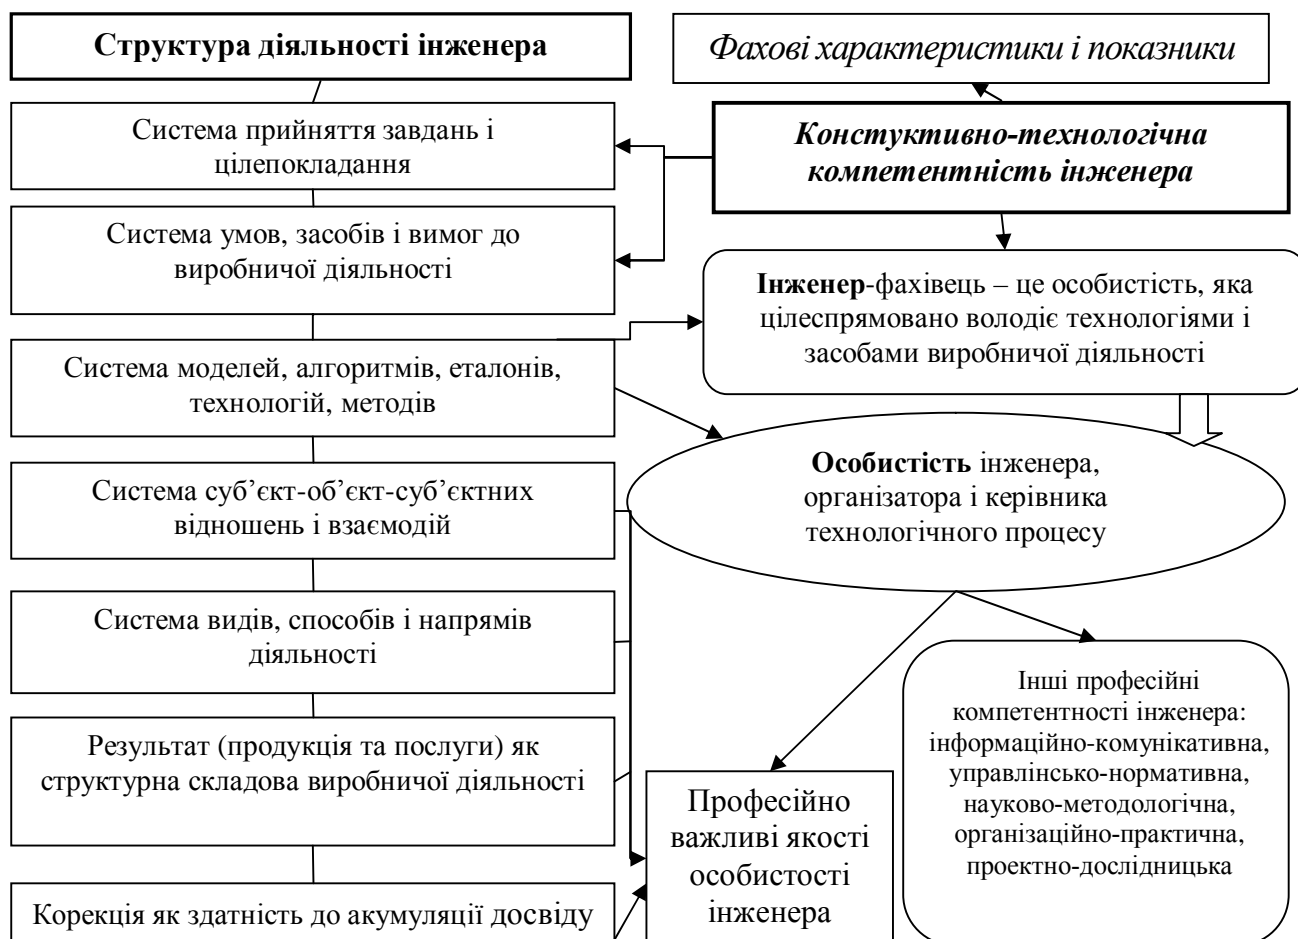 Структура діяльності інженера
Фахові характеристики і показники
Система прийняття завдань і
цілепокладання
Констуктивно-технологічна
компетентність інженера
Система умов, засобів і вимог до
виробничої діяльності
Інженер-фахівець – це особистість, яка
цілеспрямовано володіє технологіями і
засобами виробничої діяльності
Система моделей, алгоритмів, еталонів,
технологій, методів
Особистість інженера,
організатора і керівника
технологічного процесу
Система суб’єкт-об’єкт-суб’єктних
відношень і взаємодій
Система видів, способів і напрямів
діяльності
Результат (продукція та послуги) як
структурна складова виробничої діяльності
Корекція як здатність до акумуляції досвіду
Професійно
важливі якості
особистості
інженера
Інші професійні
компетентності інженера:
інформаційно-комунікативна,
управлінсько-нормативна,
науково-методологічна,
організаційно-практична,
проектно-дослідницька